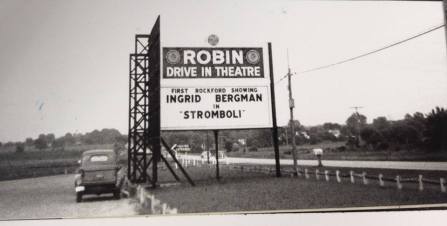 ROBIN
DRIVE IN THEATRE
FIRST ROCKFORD SHOWING
INGRID BERGMAN
IN
"STROMBOLI"